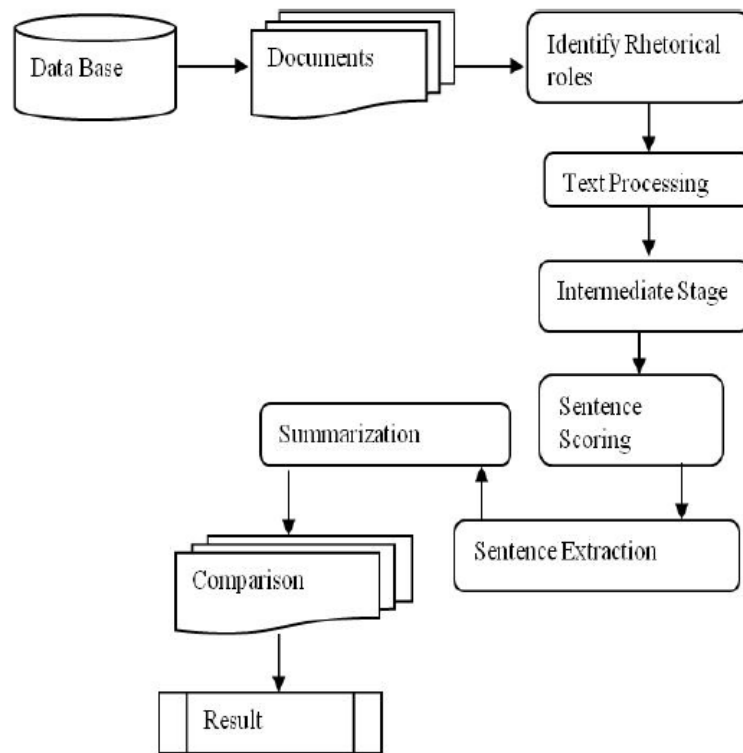 Data Base
Documents
Identify Rhetorical
roles
Text Processing
Intermediate Stage
Sentence
Scoring
Sentence Extraction
Summarization
Comparison
Result